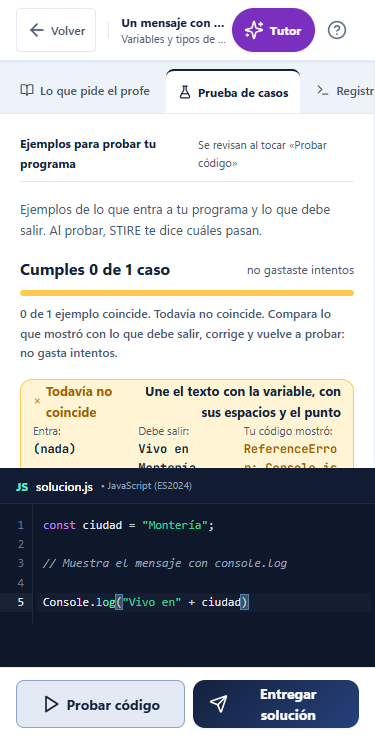 Volver
Un mensaje con ...
Variables y tipos de ...
Tutor
Lo que pide el profe
Prueba de casos
Registr
Ejemplos para probar tu programa
Se revisan al tocar «Probar código»
Ejemplos de lo que entra a tu programa y lo que debe
salir. Al probar, STIRE te dice cuáles pasan.
Cumples 0 de 1 caso
no gastaste intentos
0 de 1 ejemplo coincide. Todavía no coincide. Compara lo
que mostró con lo que debe salir, corrige y vuelve a probar:
no gasta intentos.
× Todavía no coincide
Une el texto con la variable, con sus espacios y el punto
Entra:
(nada)
Debe salir:
Vivo en
Montería
Tu código mostró:
ReferenceErro
n: Console.is
JS solucion.js • JavaScript (ES2024)
1 const ciudad = "Montería";
2
3 // Muestra el mensaje con console.log
4
5 Console.log("Vivo en" + ciudad)
Probar código
Entregar
solución